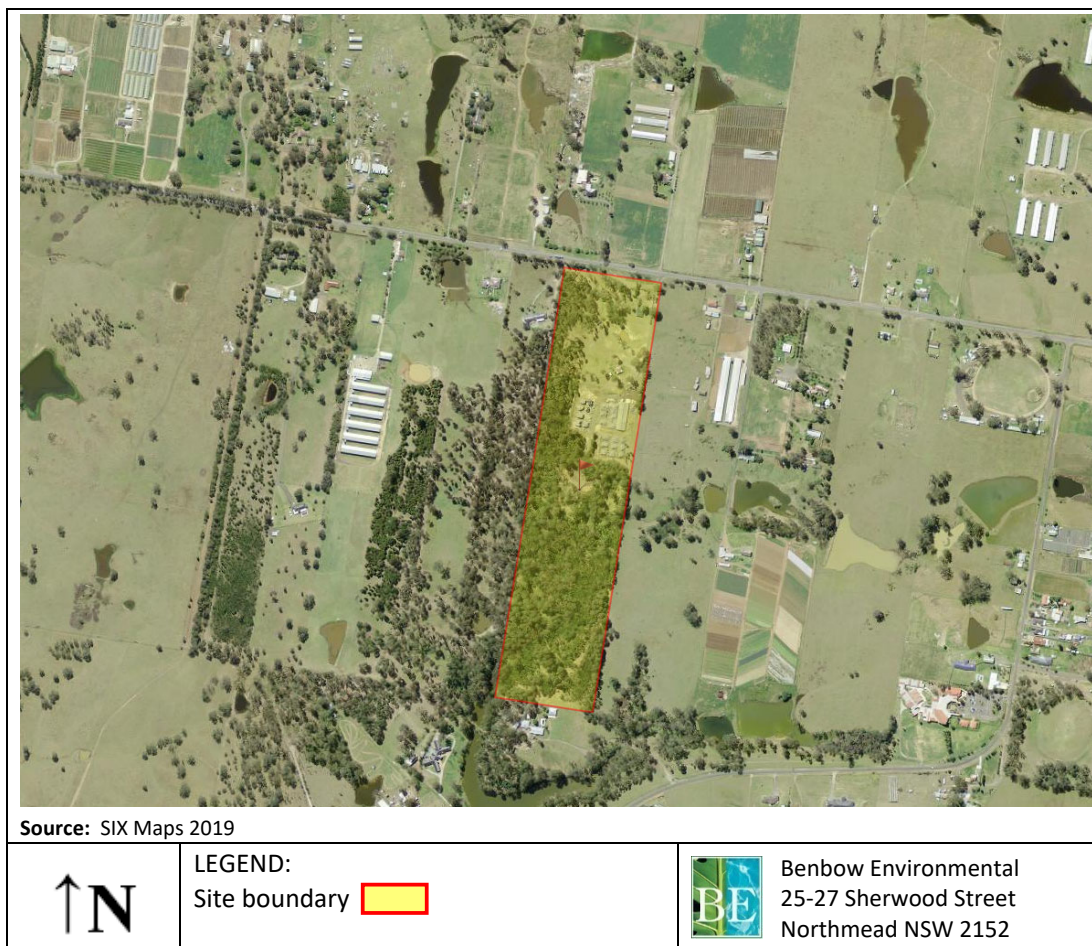 Source: SIX Maps 2019
↑N
LEGEND:
Site boundary
BE
Benbow Environmental
25-27 Sherwood Street
Northmead NSW 2152